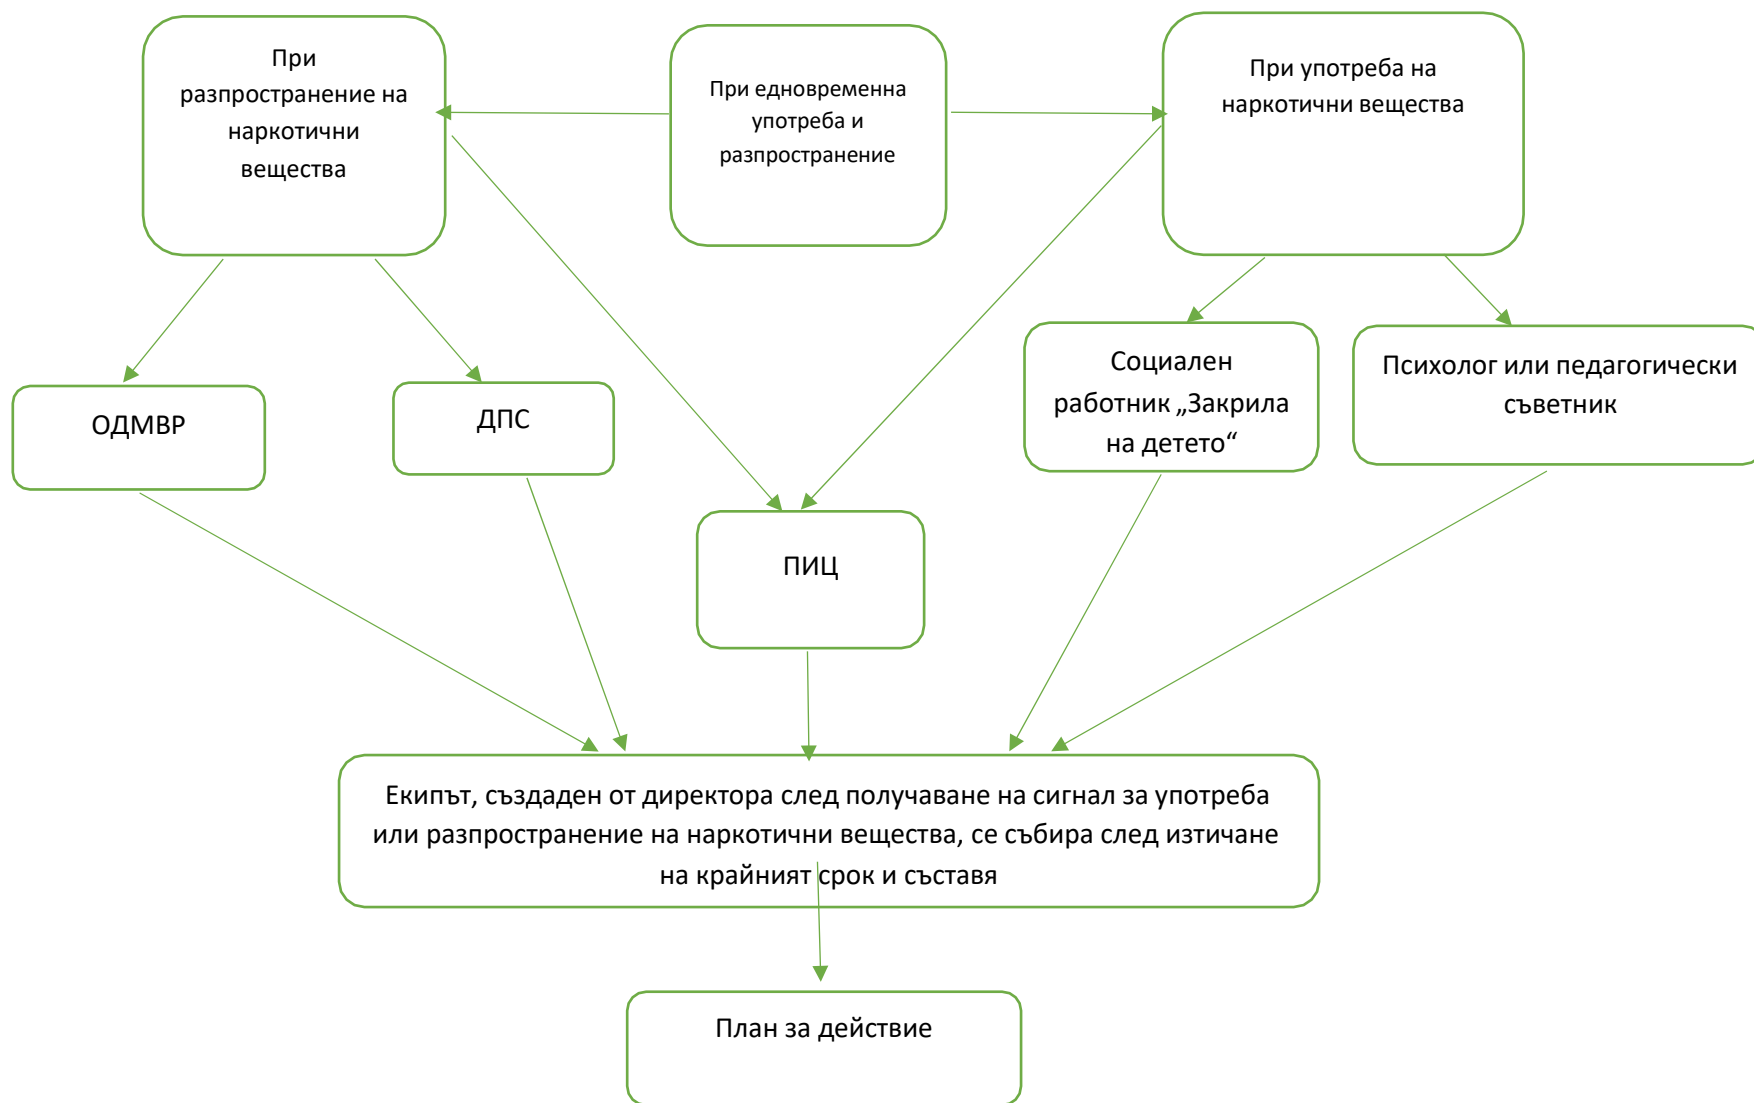 При
разпространение на
наркотични
вещества
При едновременна
употреба и
разпространение
При употреба на
наркотични вещества
ОДМВР
ДПС
Социален
работник „Закрила
на детето“
Психолог или педагогически
съветник
ПИЦ
Екипът, създаден от директора след получаване на сигнал за употреба
или разпространение на наркотични вещества, се събира след изтичане
на крайният срок и съставя
План за действие